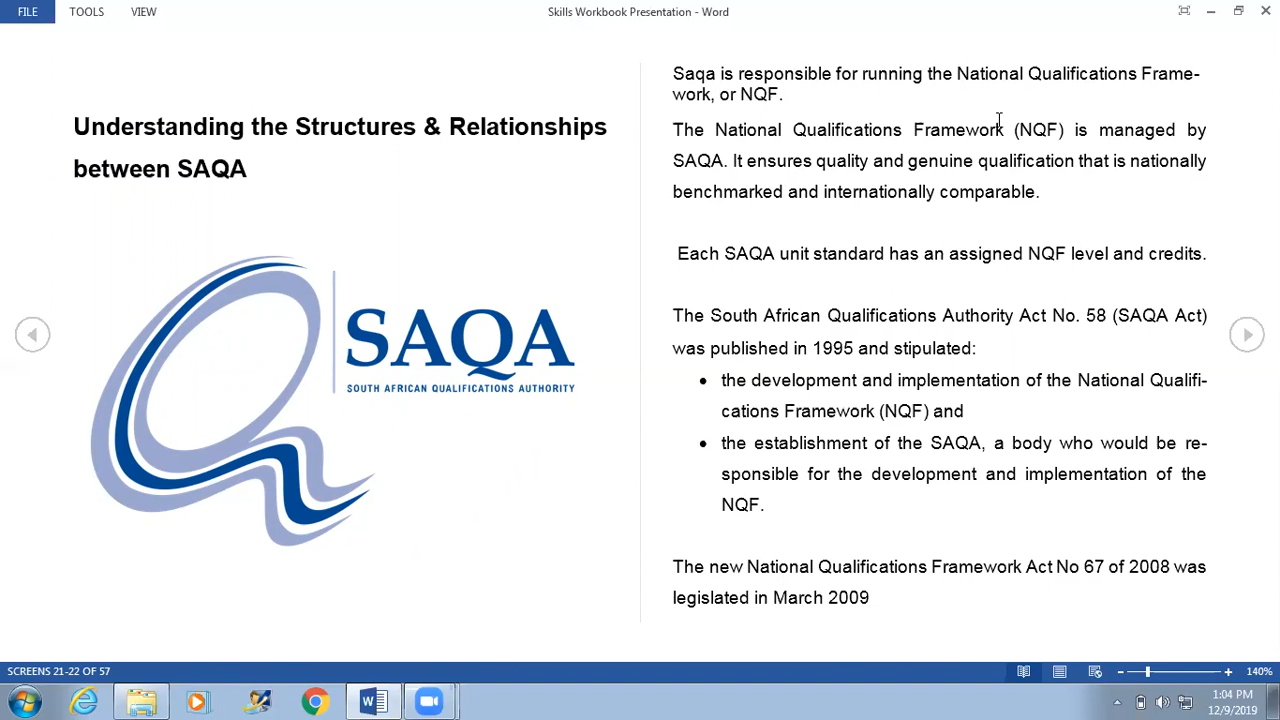 FILE TOOLS VIEW Skills Workbook Presentation - Word
Understanding the Structures & Relationships
between SAQA
SAQA
SOUTH AFRICAN QUALIFICATIONS AUTHORITY
Saqa is responsible for running the National Qualifications Frame-
work, or NQF.
The National Qualifications Framework (NQF) is managed by
SAQA. It ensures quality and genuine qualification that is nationally
benchmarked and internationally comparable.
Each SAQA unit standard has an assigned NQF level and credits.
The South African Qualifications Authority Act No. 58 (SAQA Act)
was published in 1995 and stipulated:
• the development and implementation of the National Qualifi-
cations Framework (NQF) and
• the establishment of the SAQA, a body who would be re-
sponsible for the development and implementation of the
NQF.
The new National Qualifications Framework Act No 67 of 2008 was
legislated in March 2009
SCREENS 21-22 OF 57 140%
1:04 PM
12/9/2019